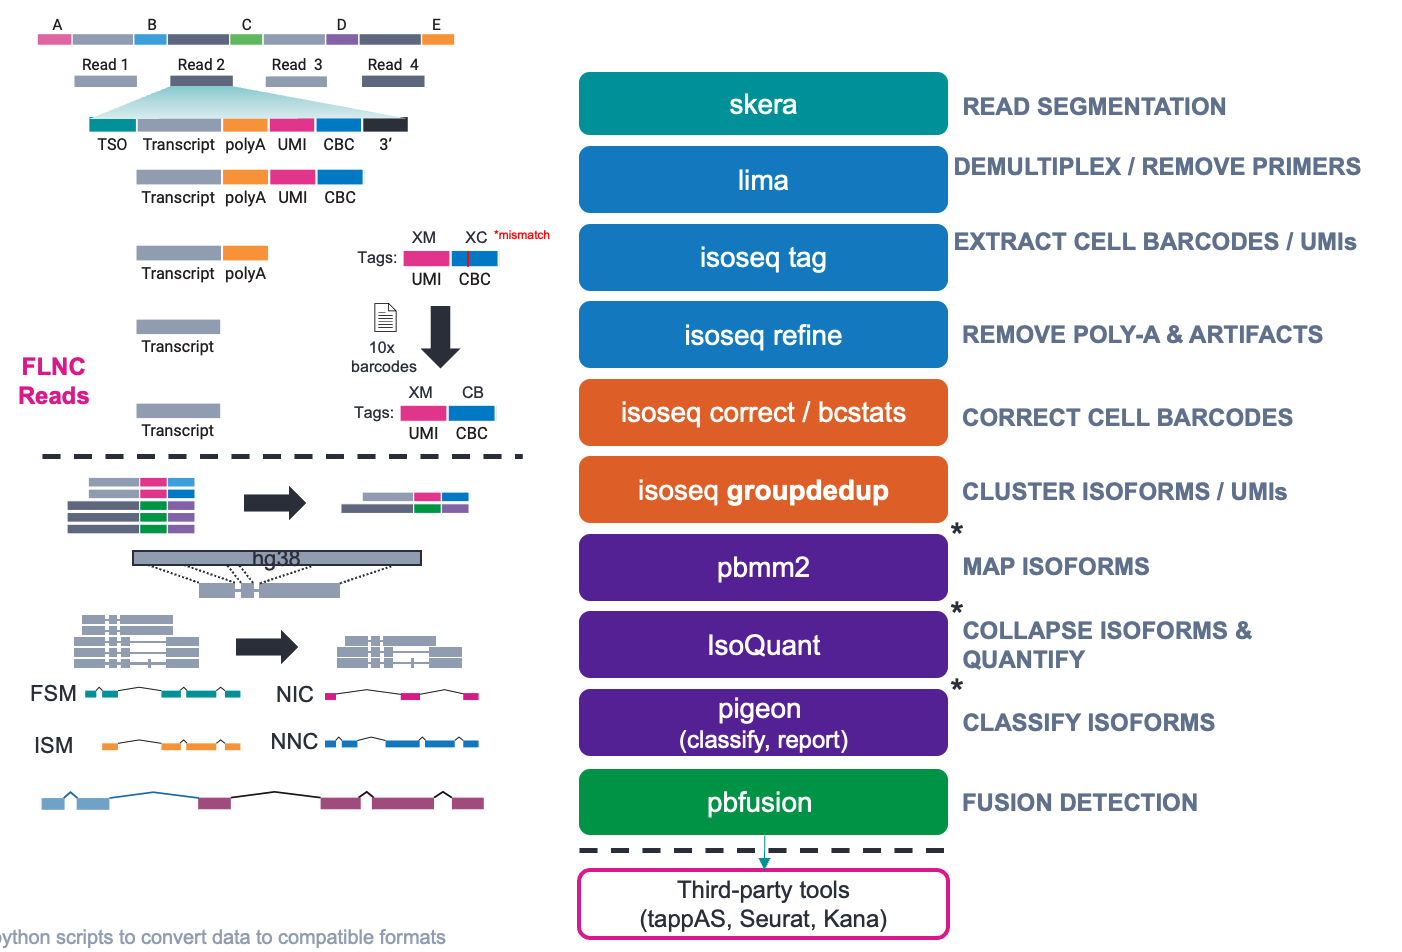 A B C D E
Read 1 Read 2 Read 3 Read 4
TSO Transcript polyA UMI CBC 3’
Transcript polyA UMI CBC
XM XC *mismatch
Tags:
Transcript polyA UMI CBC
10x
barcodes
Transcript
FLNC
Reads
XM CB
Tags:
Transcript UMI CBC
hg38
FSM NIC
ISM NNC
skera READ SEGMENTATION
lima DEMULTIPLEX / REMOVE PRIMERS
isoseq tag EXTRACT CELL BARCODES / UMIs
isoseq refine REMOVE POLY-A & ARTIFACTS
isoseq correct / bcstats CORRECT CELL BARCODES
isoseq groupdedup CLUSTER ISOFORMS / UMIs
*
pbmm2 MAP ISOFORMS
*
IsoQuant COLLAPSE ISOFORMS &
QUANTIFY
*
pigeon
(classify, report) CLASSIFY ISOFORMS
pbfusion FUSION DETECTION
Third-party tools
(tappAS, Seurat, Kana)
scripts to convert data to compatible formats